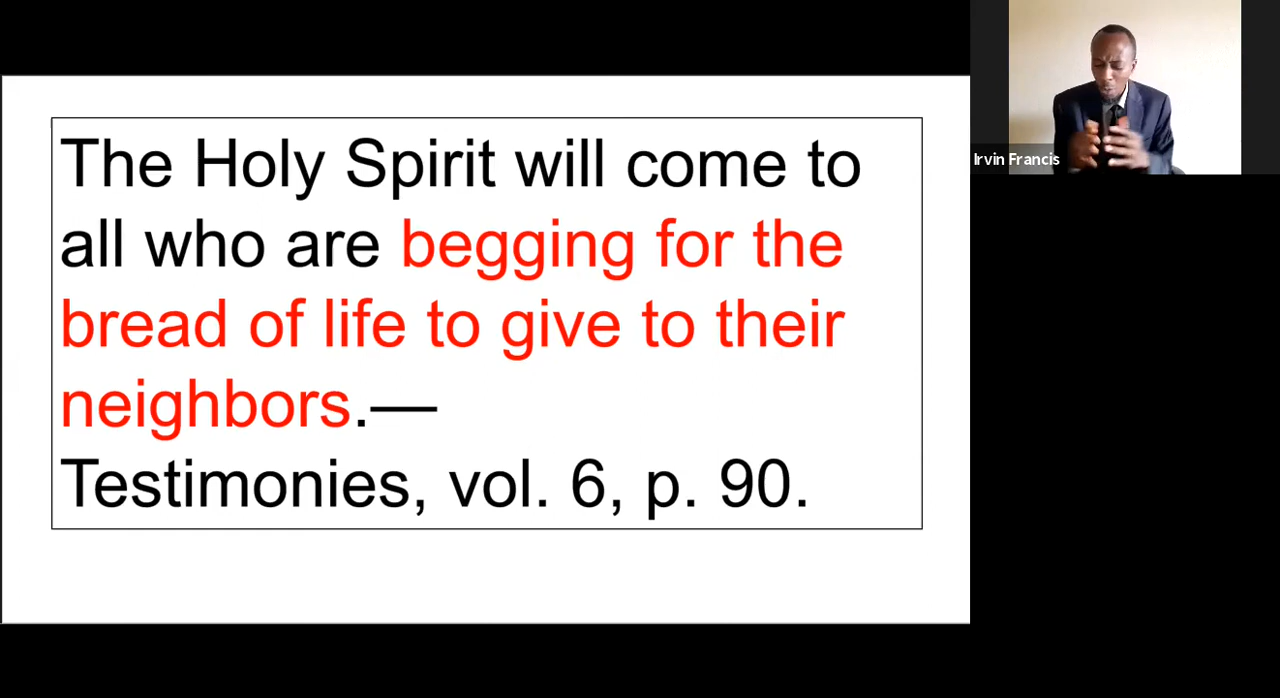 The Holy Spirit will come to
all who are begging for the
bread of life to give to their
neighbors.—
Testimonies, vol. 6, p. 90.
Irvin Francis